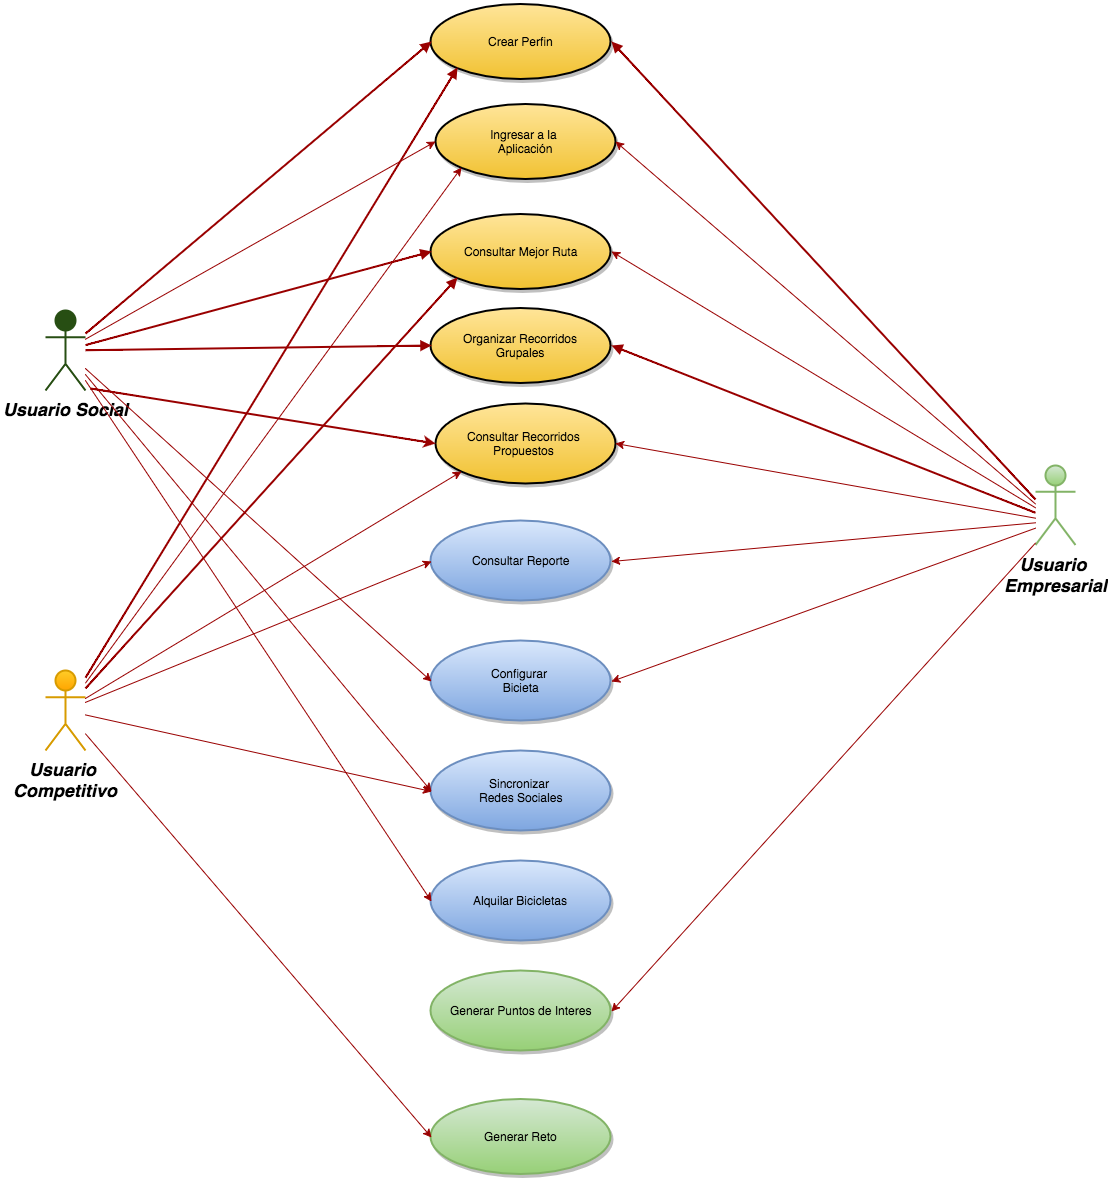 Crear Perfin
Ingresar a la
Aplicación
Consultar Mejor Ruta
Organizar Recorridos
Grupales
Usuario Social
Consultar Recorridos
Propuestos
Consultar Reporte
Usuario
Empresarial
Configurar
Bicieta
Usuario
Competitivo
Sincronizar
Redes Sociales
Alquilar Bicicletas
Generar Puntos de Interes
Generar Reto